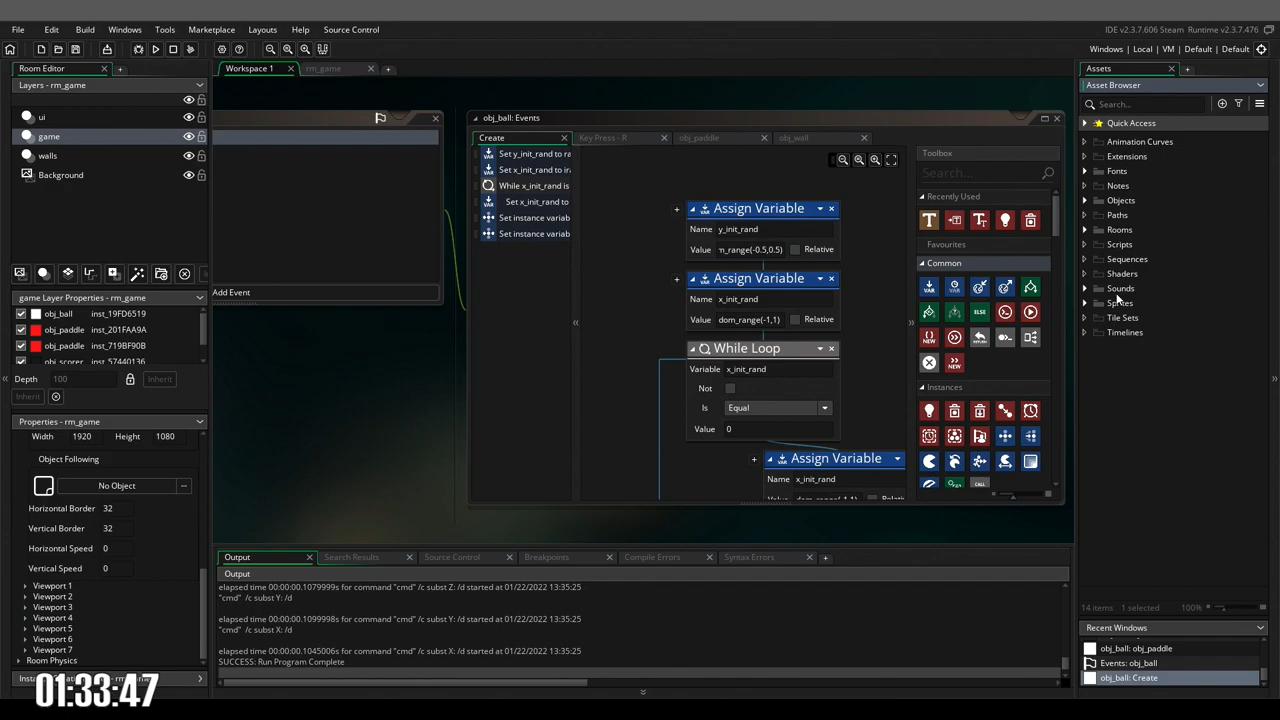 File Edit Build Windows Tools Marketplace Layouts Help Source Control IDE v2.3.7.606 Steam Runtime v2.3.7.476
Windows | Local | VM | Default | Default
Room Editor
Layers - rm_game
ui
game
walls
Background
game Layer Properties - rm_game
obj_ball inst_19FD6519
obj_paddle inst_201FAA9A
obj_paddle inst_719BF90B
obj_scorer inst_57440136
Depth 100 Inherit
Inherit
Properties - rm_game
Width 1920 Height 1080
Object Following
No Object
Horizontal Border 32
Vertical Border 32
Horizontal Speed 0
Vertical Speed 0
Viewport 1
Viewport 2
Viewport 3
Viewport 4
Viewport 5
Viewport 6
Viewport 7
Room Physics
01:33:47
Workspace 1 rm_game
Add Event
obj_ball: Events
Create Key Press - R obj_paddle obj_wall
Set y_init_rand to ra
Set x_init_rand to ir
While x_init_rand is
Set x_init_rand to
Set instance variab
Set instance variab
Assign Variable
Name y_init_rand
Value m_range(-0.5,0.5) Relative
Assign Variable
Name x_init_rand
Value dom_range(-1,1) Relative
While Loop
Variable x_init_rand
Not
Is Equal
Value 0
Assign Variable
Name x_init_rand
Value dom_range(-1,1)
Toolbox
Search...
Recently Used
Favourites
Common
Instances
Output Search Results Source Control Breakpoints Compile Errors Syntax Errors
Output
elapsed time 00:00:00.1079999s for command "cmd" /c subst Z: /d started at 01/22/2022 13:35:25
"cmd" /c subst Y: /d
elapsed time 00:00:00.1099998s for command "cmd" /c subst Y: /d started at 01/22/2022 13:35:25
"cmd" /c subst X: /d
elapsed time 00:00:00.1045006s for command "cmd" /c subst X: /d started at 01/22/2022 13:35:25
SUCCESS: Run Program Complete
Assets
Asset Browser
Search...
Quick Access
Animation Curves
Extensions
Fonts
Notes
Objects
Paths
Rooms
Scripts
Sequences
Shaders
Sounds
Sprites
Tile Sets
Timelines
14 items 1 selected 100%
Recent Windows
obj_ball: obj_paddle
Events: obj_ball
obj_ball: Create